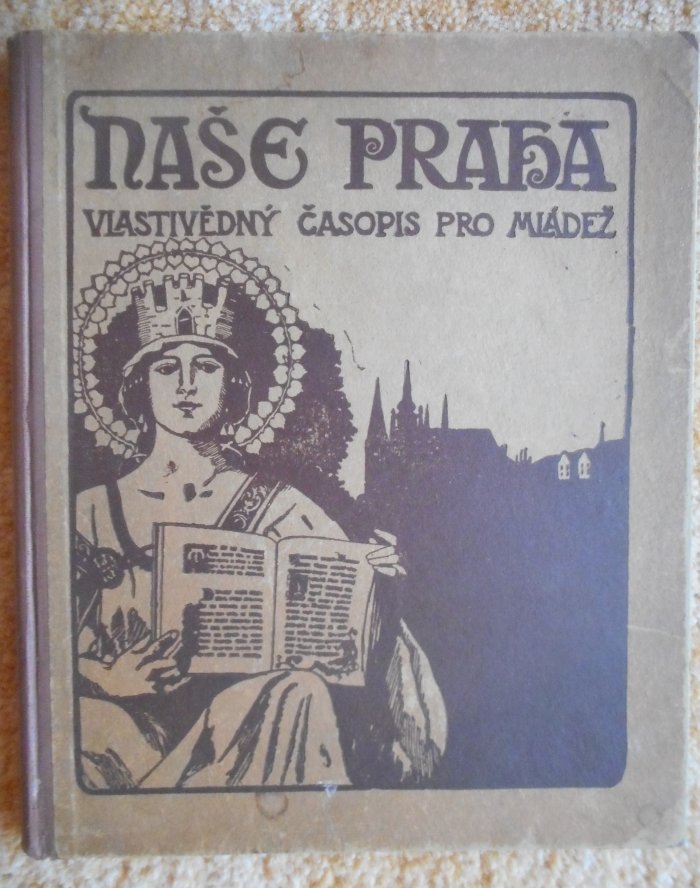 NAŠE PRAHA
VLASTIVĚDNÝ ČASOPIS PRO MLÁDEŽ